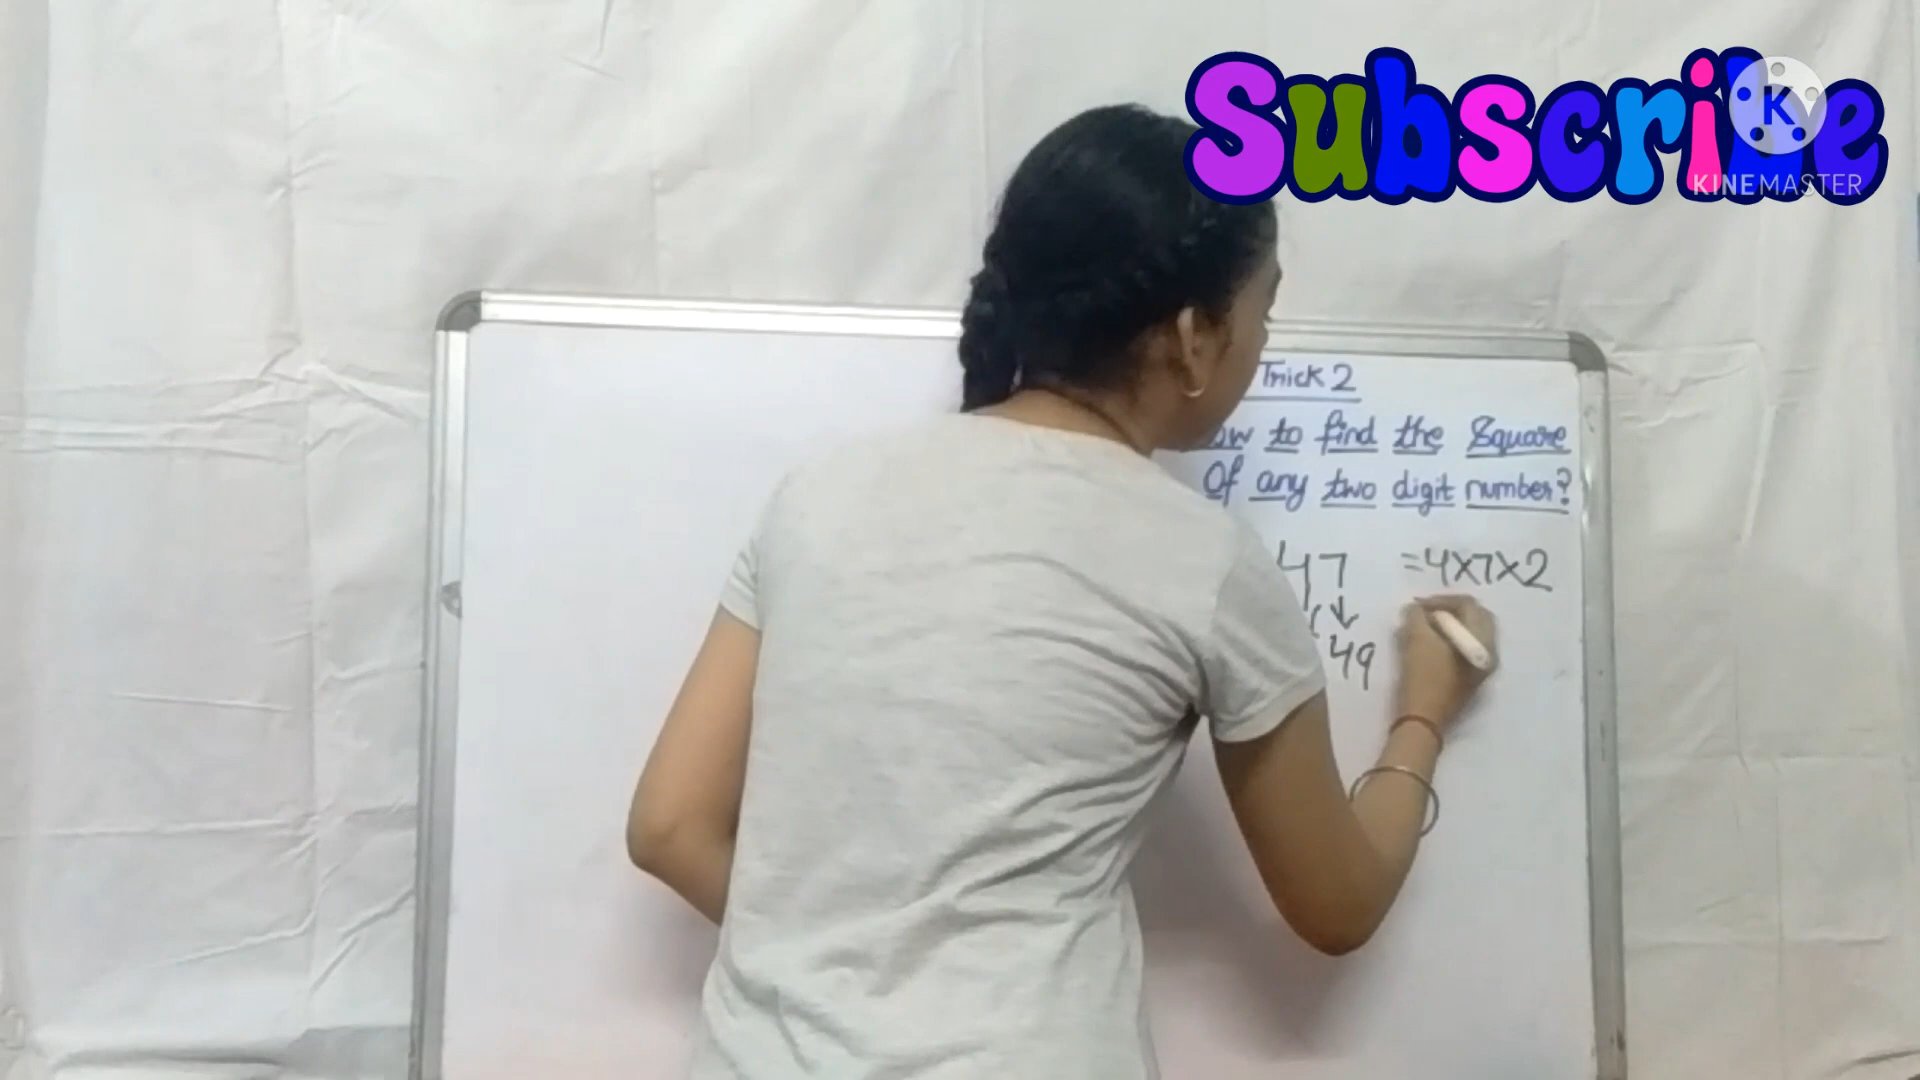 Subscribe
KINEMASTER
Trick 2
to find the Square
Of any two digit number?
47 =4x7x2
49